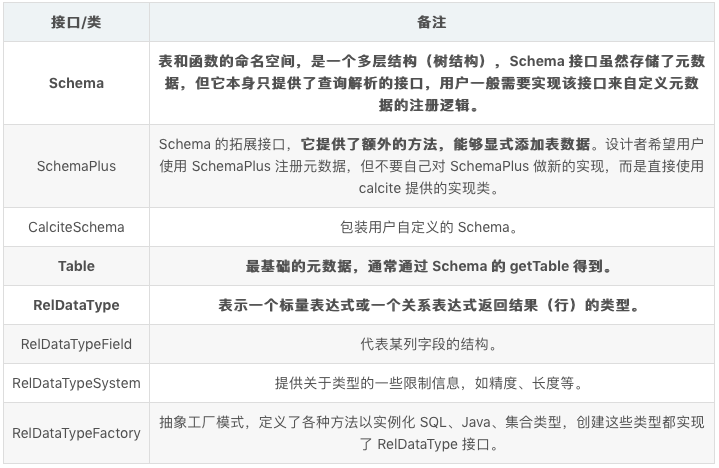 接口/类 备注
表和函数的命名空间，是一个多层结构（树结构），Schema 接口虽然存储了元数
Schema 据，但它本身只提供了查询解析的接口，用户一般需要实现该接口来自定义元数
据的注册逻辑。
Schema 的拓展接口，它提供了额外的方法，能够显式添加表数据。设计者希望用户
SchemaPlus 使用 SchemaPlus 注册元数据，但不要自己对 SchemaPlus 做新的实现，而是直接使用
calcite 提供的实现类。
CalciteSchema 包装用户自定义的 Schema。
Table 最基础的元数据，通常通过 Schema 的 getTable 得到。
RelDataType 表示一个标量表达式或一个关系表达式返回结果（行）的类型。
RelDataTypeField 代表某列字段的结构。
RelDataTypeSystem 提供关于类型的一些限制信息，如精度、长度等。
抽象工厂模式，定义了各种方法以实例化 SQL、Java、集合类型，创建这些类型都实现
RelDataTypeFactory 了 RelDataType 接口。